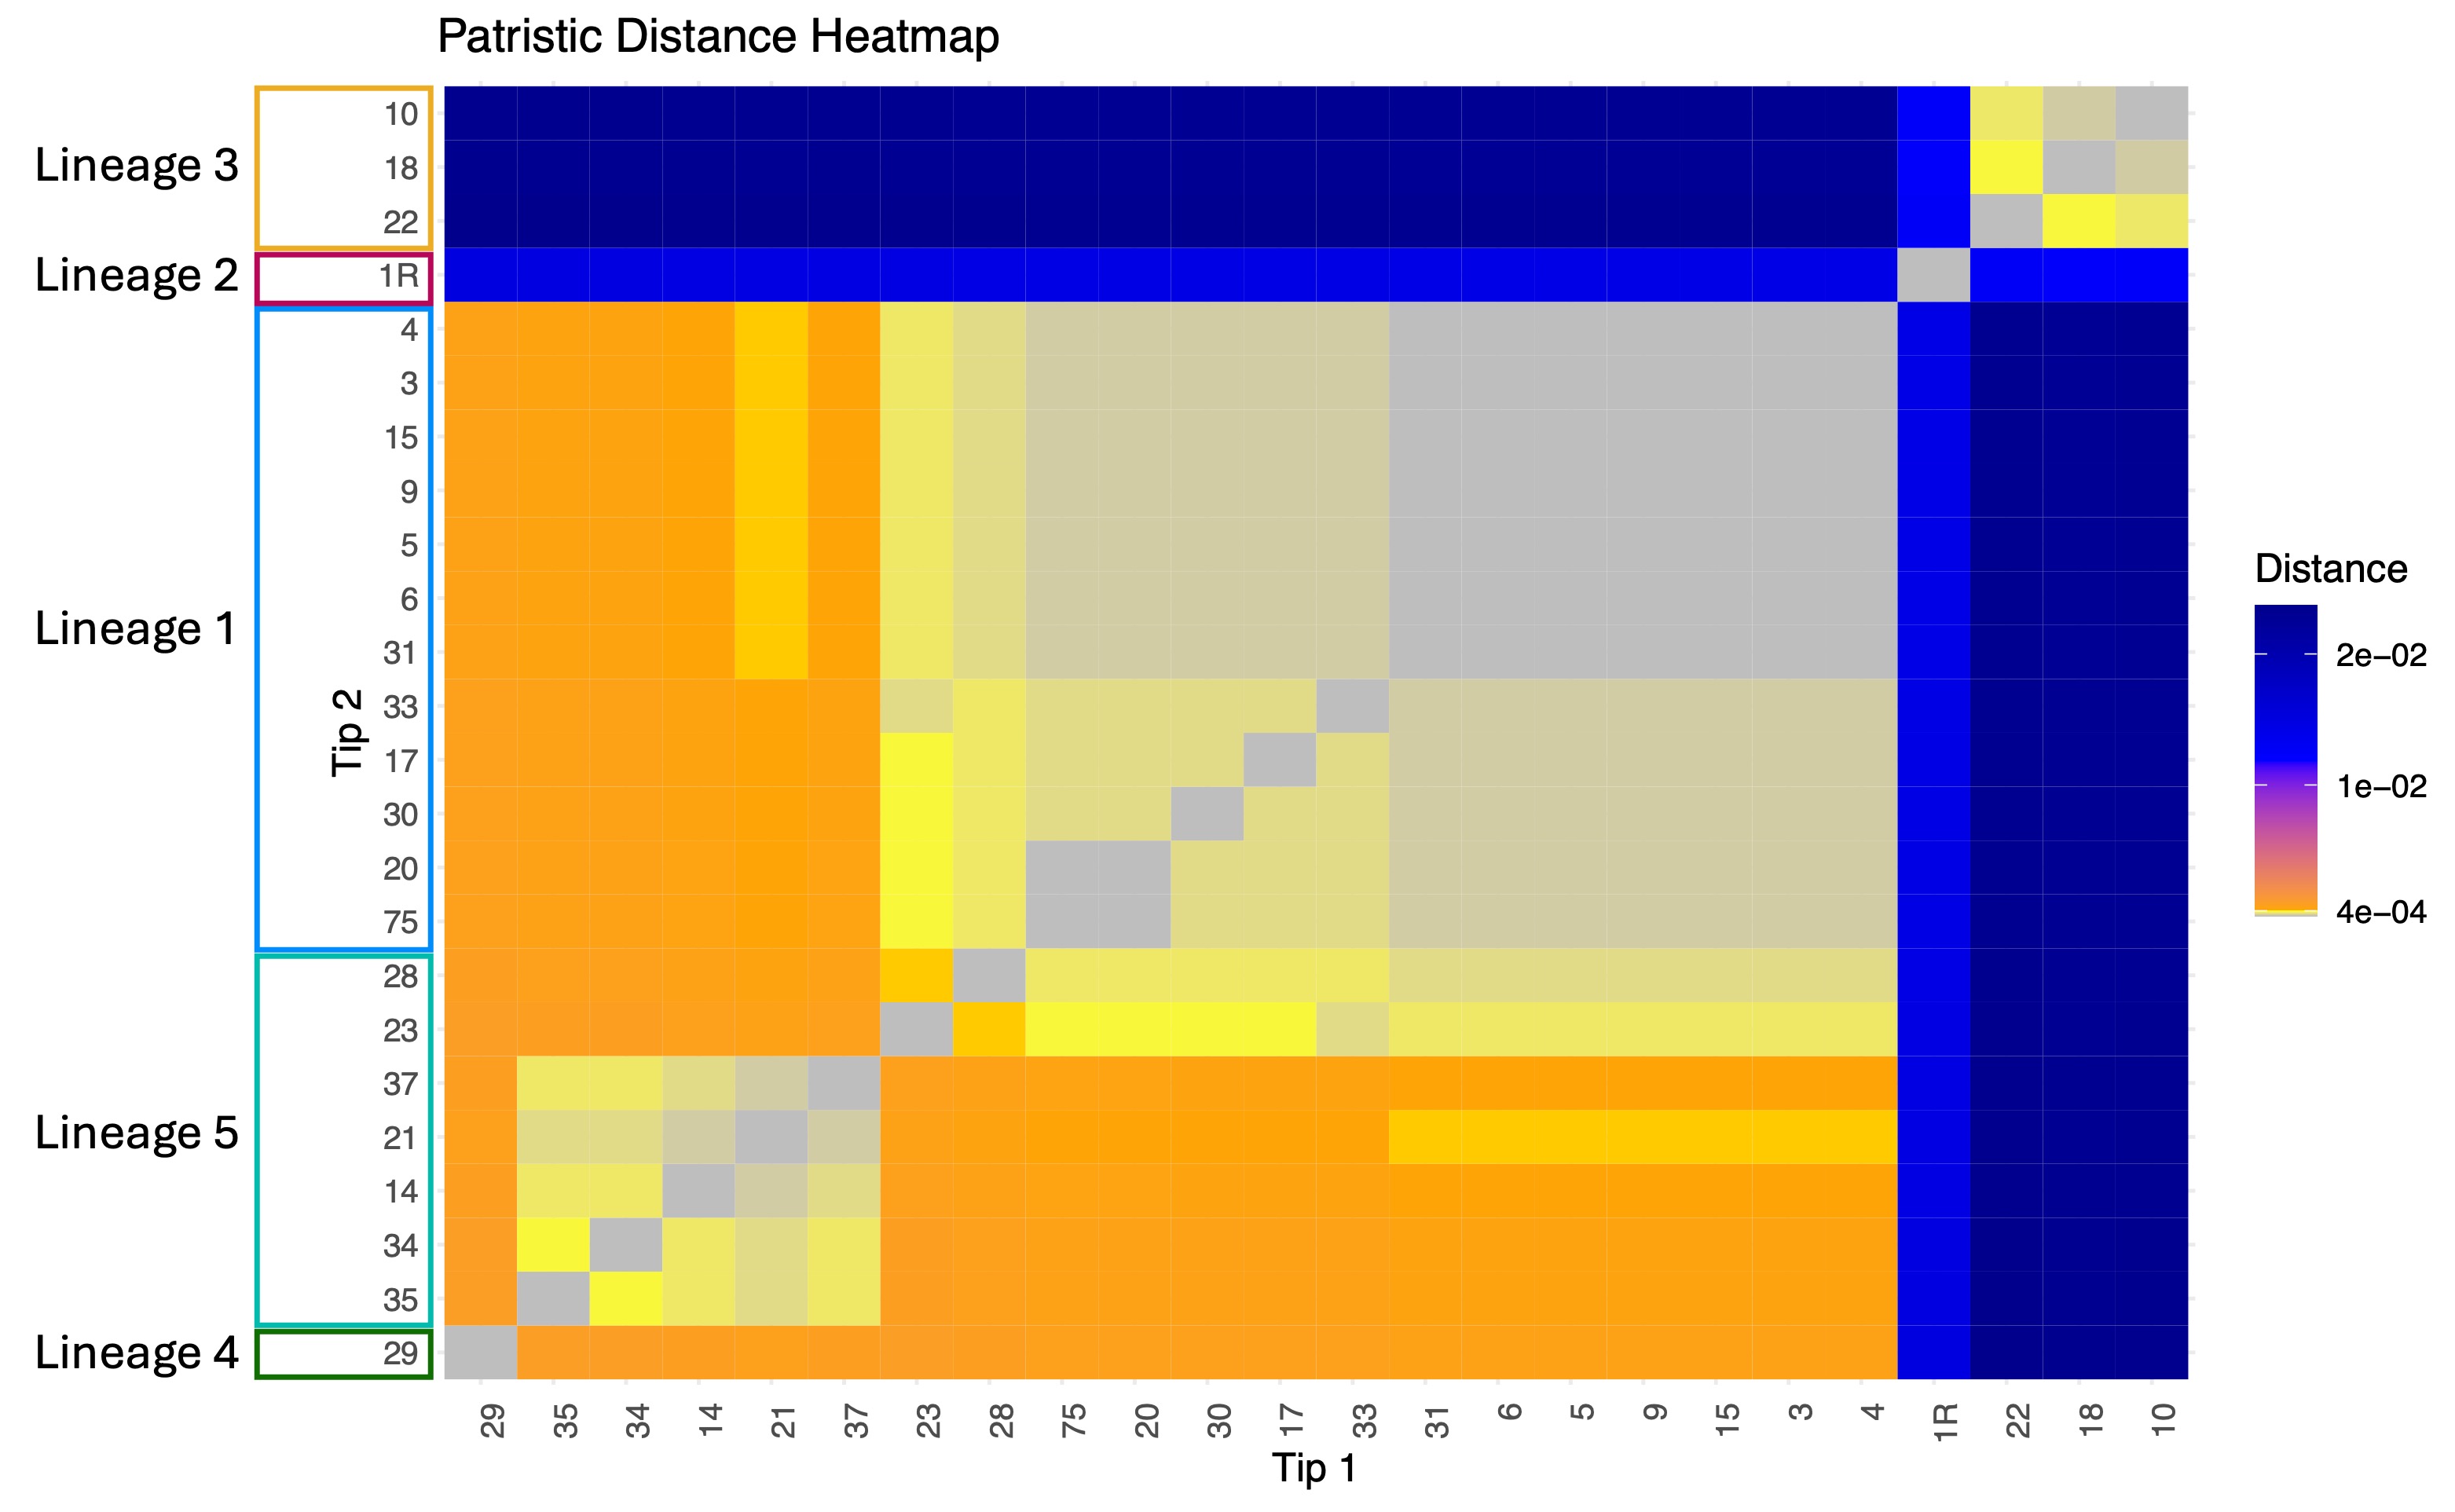 Patristic Distance Heatmap
Lineage 3
10
18
22
Lineage 2
1R
Lineage 1
4
3
15
9
5
6
31
33
17
30
20
75
Tip 2
Lineage 5
28
23
37
21
14
34
35
Lineage 4
29
29 35 34 14 21 37 23 28 75 20 30 17 33 31 6 5 9 15 3 4 1R 22 18 10
Tip 1
Distance
2e−02
1e−02
4e−04